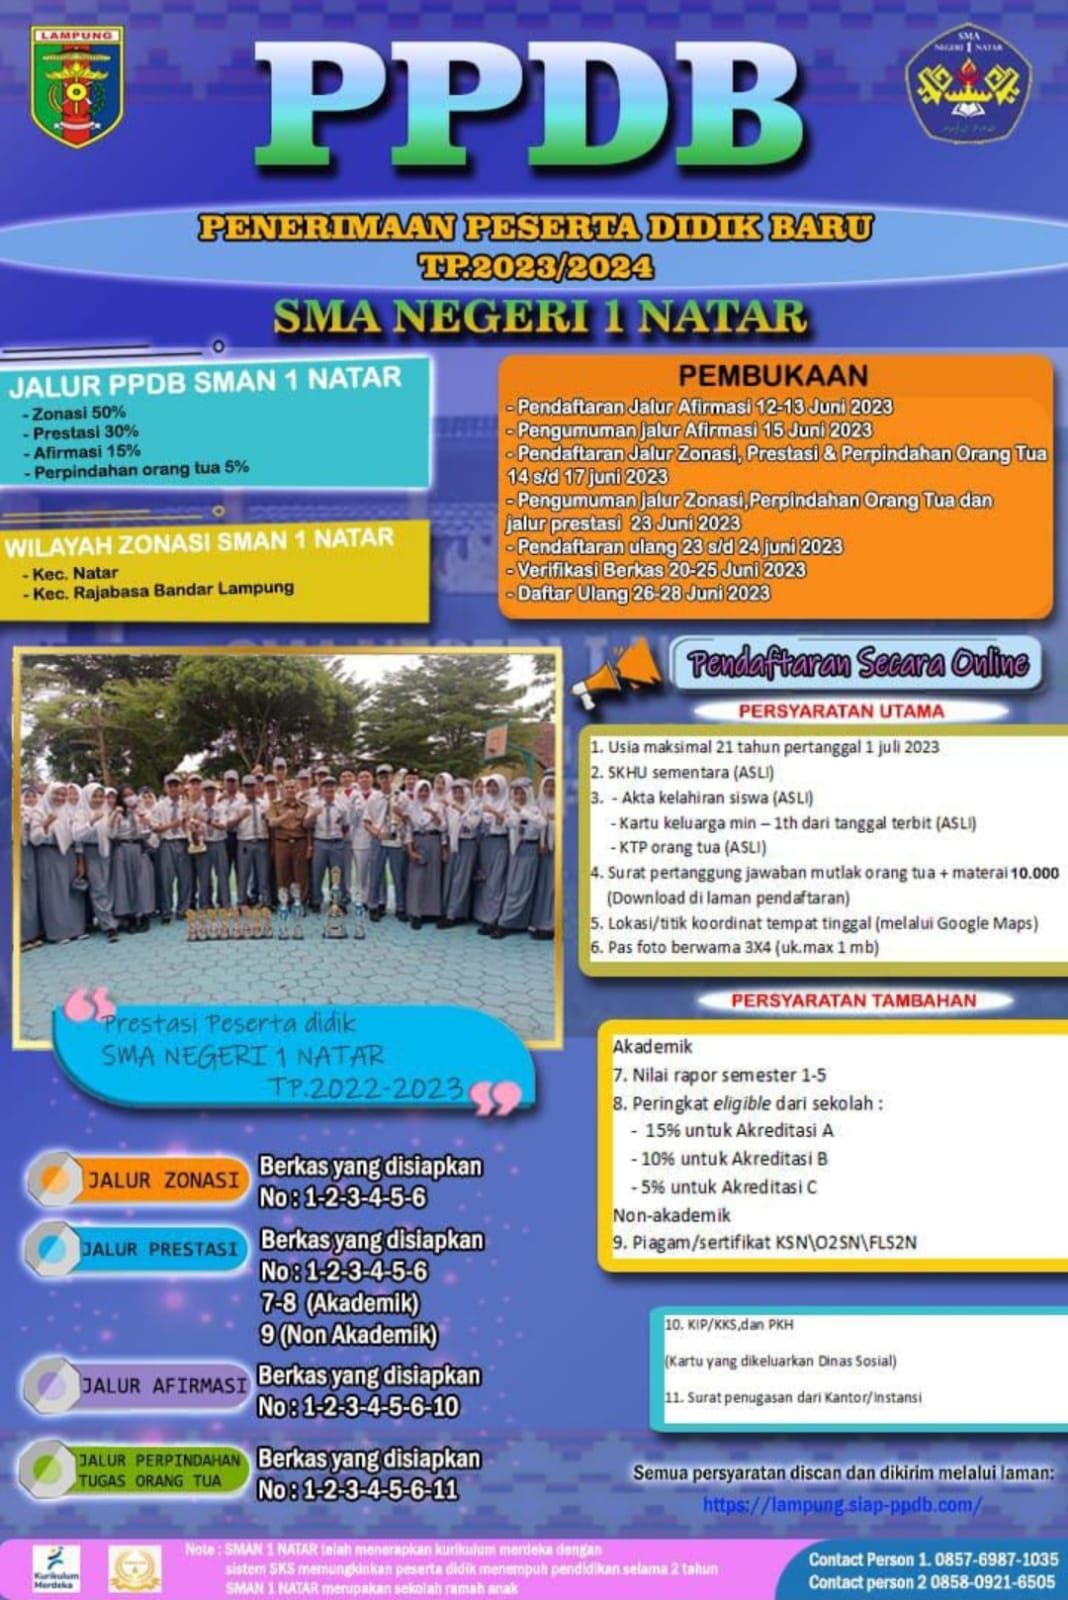 LAMPUNG
SMA
NEGERI 1 NATAR
PPDB
PENERIMAAN PESERTA DIDIK BARU
TP.2023/2024
SMA NEGERI 1 NATAR
JALUR PPDB SMAN 1 NATAR
- Zonasi 50%
- Prestasi 30%
- Afirmasi 15%
- Perpindahan orang tua 5%
WILAYAH ZONASI SMAN 1 NATAR
- Kec. Natar
- Kec. Rajabasa Bandar Lampung
PEMBUKAAN
- Pendaftaran Jalur Afirmasi 12-13 Juni 2023
- Pengumuman jalur Afirmasi 15 Juni 2023
- Pendaftaran Jalur Zonasi, Prestasi & Perpindahan Orang Tua
14 s/d 17 juni 2023
- Pengumuman jalur Zonasi,Perpindahan Orang Tua dan
jalur prestasi 23 Juni 2023
- Pendaftaran ulang 23 s/d 24 juni 2023
- Verifikasi Berkas 20-25 Juni 2023
- Daftar Ulang 26-28 Juni 2023
Pendaftaran Secara Online
PERSYARATAN UTAMA
1. Usia maksimal 21 tahun pertanggal 1 juli 2023
2. SKHU sementara (ASLI)
3. - Akta kelahiran siswa (ASLI)
- Kartu keluarga min – 1th dari tanggal terbit (ASLI)
- KTP orang tua (ASLI)
4. Surat pertanggung jawaban mutlak orang tua + materai 10.000
(Download di laman pendaftaran)
5. Lokasi/titik koordinat tempat tinggal (melalui Google Maps)
6. Pas foto berwarna 3X4 (uk.max 1 mb)
PERSYARATAN TAMBAHAN
Akademik
7. Nilai rapor semester 1-5
8. Peringkat eligible dari sekolah :
- 15% untuk Akreditasi A
- 10% untuk Akreditasi B
- 5% untuk Akreditasi C
Non-akademik
9. Piagam/sertifikat KSN\O2SN\FLS2N
10. KIP/KKS,dan PKH
(Kartu yang dikeluarkan Dinas Sosial)
11. Surat penugasan dari Kantor/Instansi
Prestasi Peserta didik
SMA NEGERI 1 NATAR
TP.2022-2023
JALUR ZONASI
Berkas yang disiapkan
No : 1-2-3-4-5-6
JALUR PRESTASI
Berkas yang disiapkan
No : 1-2-3-4-5-6
7-8 (Akademik)
9 (Non Akademik)
JALUR AFIRMASI
Berkas yang disiapkan
No : 1-2-3-4-5-6-10
JALUR PERPINDAHAN
TUGAS ORANG TUA
Berkas yang disiapkan
No : 1-2-3-4-5-6-11
Semua persyaratan discan dan dikirim melalui laman:
https://lampung.siap-ppdb.com/
Kurikulum
Merdeka
Note : SMAN 1 NATAR telah menerapkan kurikulum merdeka dengan
sistem SKS memungkinkan peserta didik menempuh pendidikan selama 2 tahun
SMAN 1 NATAR merupakan sekolah ramah anak
Contact Person 1. 0857-6987-1035
Contact person 2 0858-0921-6505